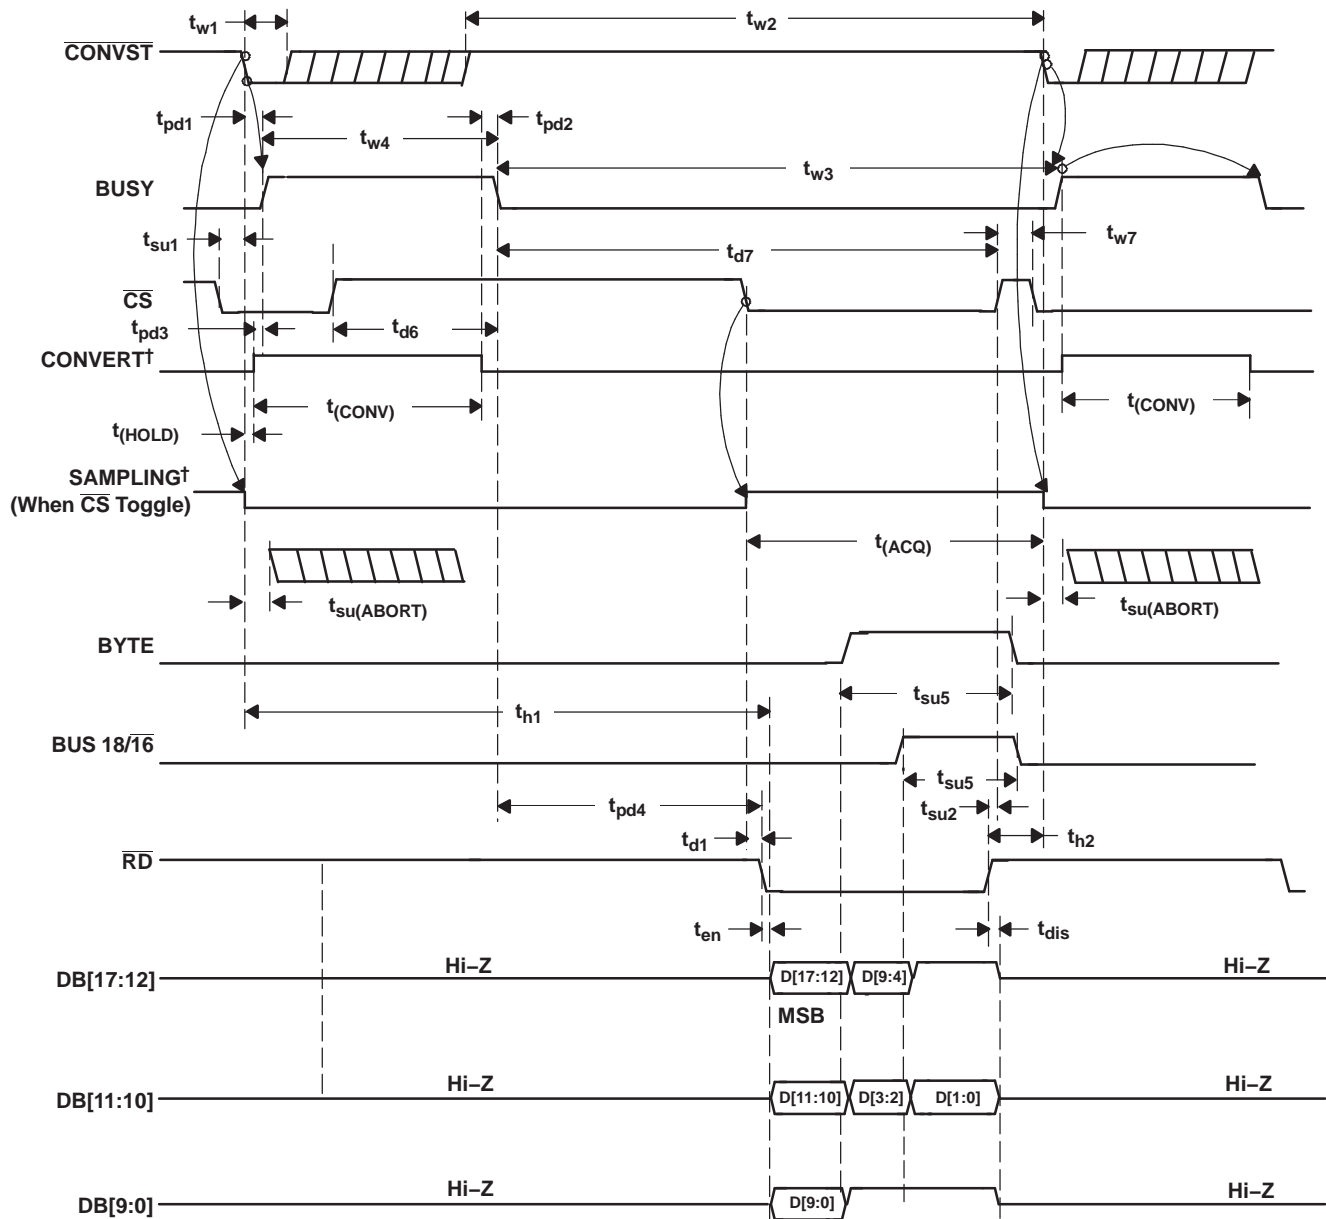 tw1
tw2
CONVST
tpd1
tw4
tpd2
tw3
BUSY
tsu1
tw7
td7
CS
tpd3
td6
CONVERT†
t(CONV)
t(CONV)
t(HOLD)
SAMPLING†
(When CS Toggle)
t(ACQ)
tsu(ABORT)
tsu(ABORT)
BYTE
tsu5
th1
BUS 18/16
tsu5
tpd4
tsu2
td1
th2
RD
ten
tdis
Hi–Z
Hi–Z
DB[17:12]
D[17:12]
D[9:4]
MSB
Hi–Z
Hi–Z
DB[11:10]
D[11:10]
D[3:2]
D[1:0]
Hi–Z
Hi–Z
DB[9:0]
D[9:0]